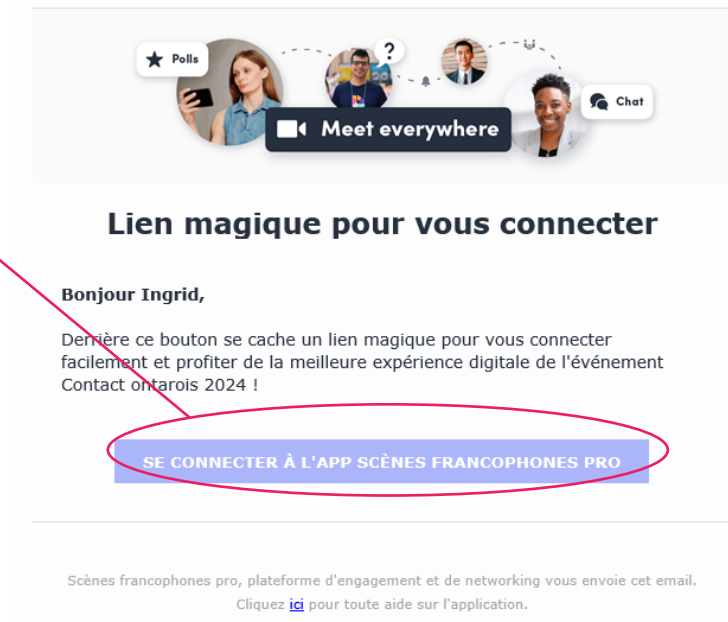 Polls
?
Meet everywhere
Chat
Lien magique pour vous connecter
Bonjour Ingrid,
Derrière ce bouton se cache un lien magique pour vous connecter
facilement et profiter de la meilleure expérience digitale de l'événement
Contact ontarois 2024 !
SE CONNECTER À L'APP SCÈNES FRANCOPHONES PRO
Scènes francophones pro, plateforme d'engagement et de networking vous envoie cet email.
Cliquez ici pour toute aide sur l'application.